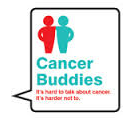 Cancer
Buddies
It's hard to talk about cancer.
It's harder not to.